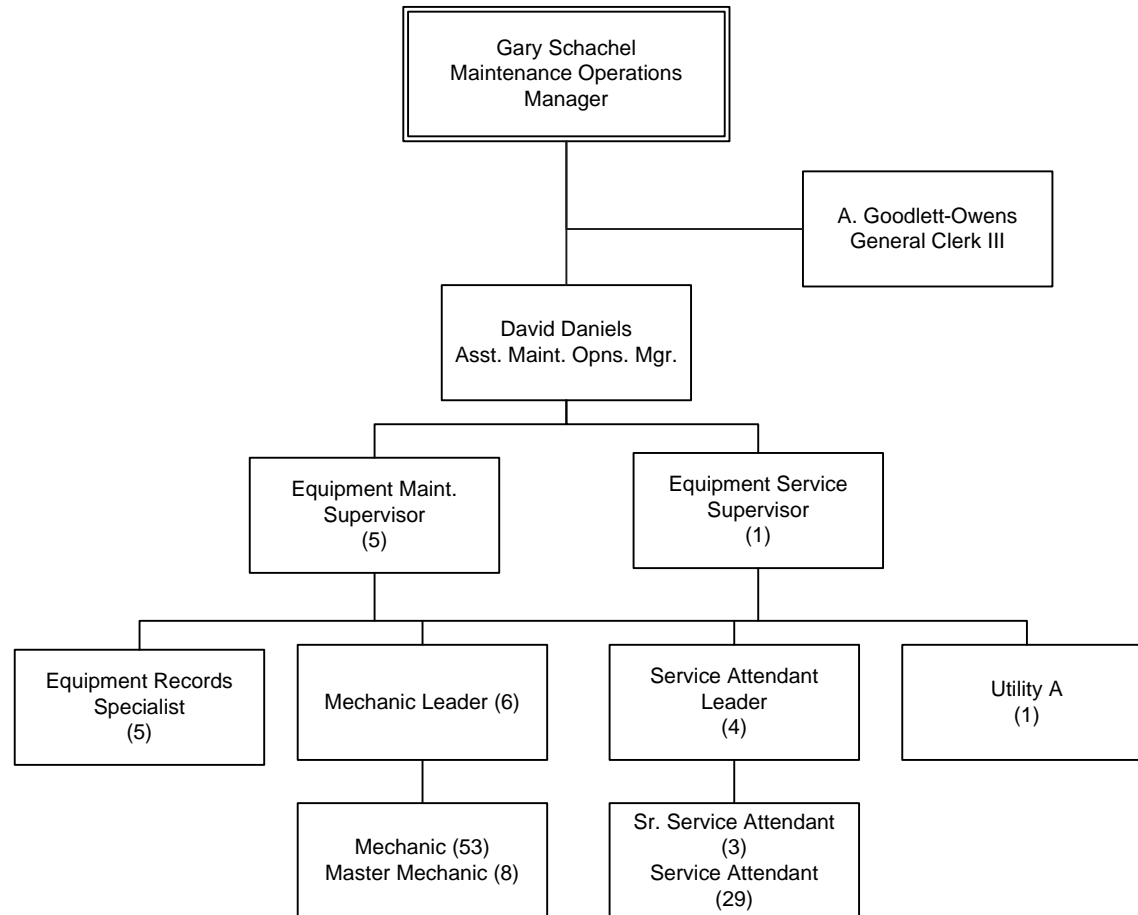 Gary Schachel
Maintenance Operations
Manager
A. Goodlett-Owens
General Clerk III
David Daniels
Asst. Maint. Opns. Mgr.
Equipment Maint.
Supervisor
(5)
Equipment Service
Supervisor
(1)
Equipment Records
Specialist
(5)
Mechanic Leader (6)
Service Attendant
Leader
(4)
Utility A
(1)
Mechanic (53)
Master Mechanic (8)
Sr. Service Attendant
(3)
Service Attendant
(29)